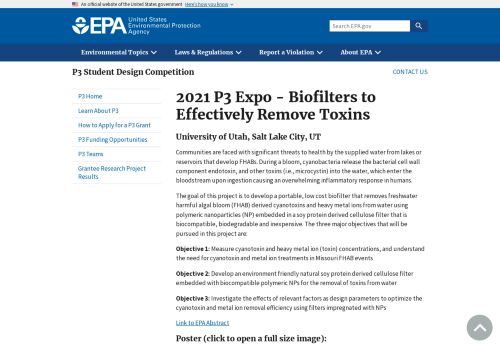 An official website of the United States government Here's how you know
EPA United States
Environmental Protection
Agency
Search EPA.gov
Environmental Topics
Laws & Regulations
Report a Violation
About EPA
P3 Student Design Competition
CONTACT US
P3 Home
Learn About P3
How to Apply for a P3 Grant
P3 Funding Opportunities
P3 Teams
Grantee Research Project
Results
2021 P3 Expo - Biofilters to
Effectively Remove Toxins
University of Utah, Salt Lake City, UT
Communities are faced with significant threats to health by the supplied water from lakes or
reservoirs that develop FHABs. During a bloom, cyanobacteria release the bacterial cell wall
component endotoxin, and other toxins (i.e., microcystin) into the water, which enter the
bloodstream upon ingestion causing an overwhelming inflammatory response in humans.
The goal of this project is to develop a portable, low cost biofilter that removes freshwater
harmful algal bloom (FHAB) derived cyanotoxins and heavy metal ions from water using
polymeric nanoparticles (NP) embedded in a soy protein derived cellulose filter that is
biocompatible, biodegradable and inexpensive. The three major objectives that will be
pursued in this project are:
Objective 1: Measure cyanotoxin and heavy metal ion (toxin) concentrations, and understand
the need for cyanotoxin and metal ion treatments in Missouri FHAB events
Objective 2: Develop an environment friendly natural soy protein derived cellulose filter
embedded with biocompatible polymeric NPs for the removal of toxins from water
Objective 3: Investigate the effects of relevant factors as design parameters to optimize the
cyanotoxin and metal ion removal efficiency using filters impregnated with NPs
Link to EPA Abstract
Poster (click to open a full size image):